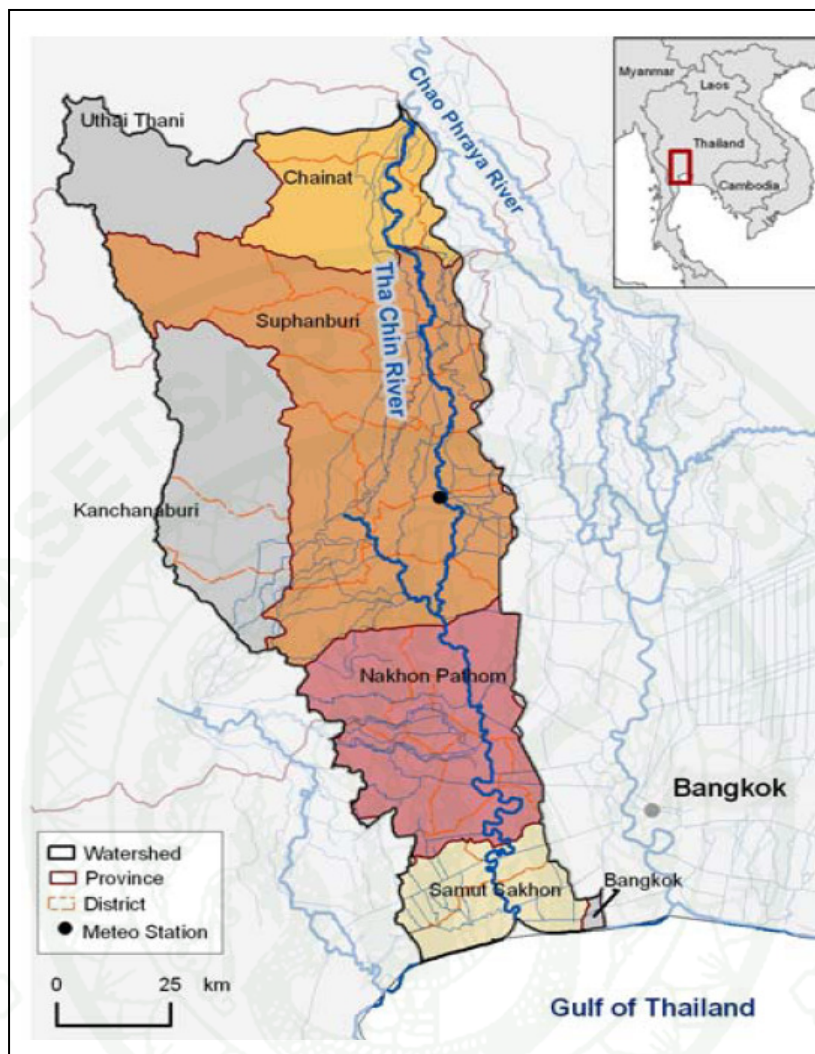 Myanmar
Laos
Thailand
Cambodia
Chao Phraya River
Uthai Thani
Chainat
Tha Chin River
Suphanburi
Kanchanaburi
Nakhon Pathom
Bangkok
Samut Sakhon
Bangkok
Watershed
Province
District
Meteo Station
0 25 km
Gulf of Thailand